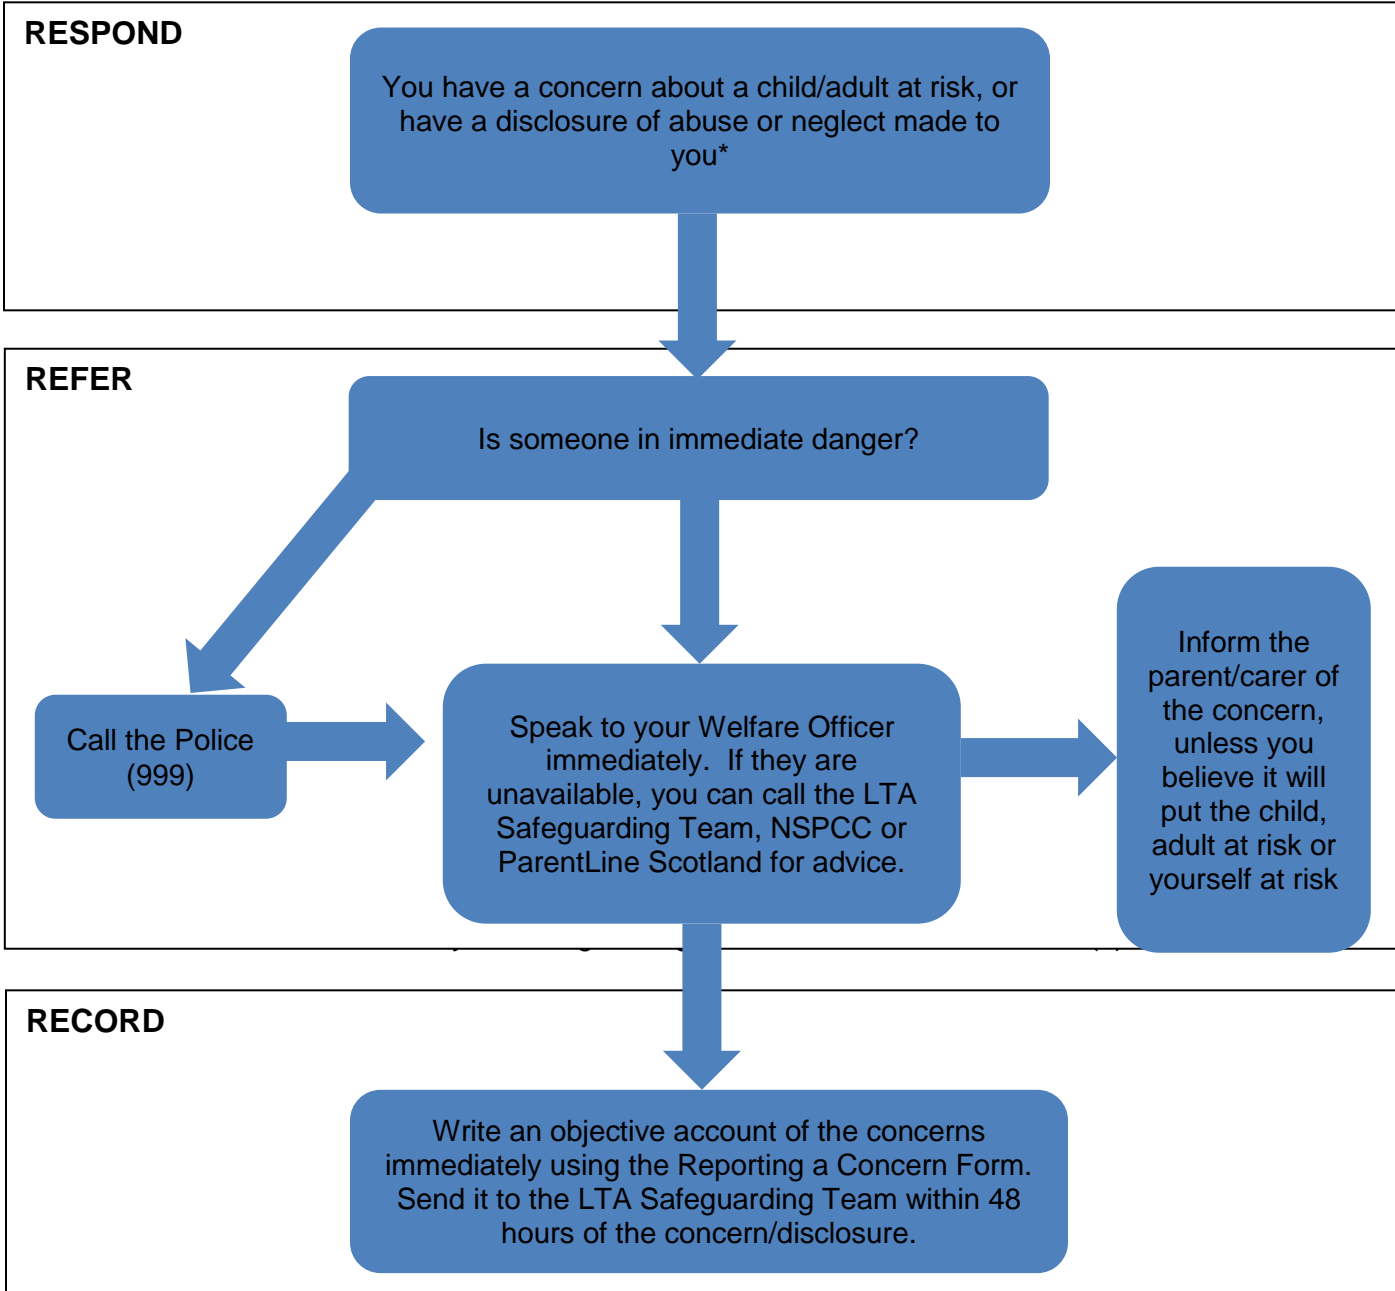 RESPOND
You have a concern about a child/adult at risk, or
have a disclosure of abuse or neglect made to
you*
REFER
Is someone in immediate danger?
Call the Police
(999)
Speak to your Welfare Officer
immediately.  If they are
unavailable, you can call the LTA
Safeguarding Team, NSPCC or
ParentLine Scotland for advice.
Inform the
parent/carer of
the concern,
unless you
believe it will
put the child,
adult at risk or
yourself at risk
RECORD
Write an objective account of the concerns
immediately using the Reporting a Concern Form.
Send it to the LTA Safeguarding Team within 48
hours of the concern/disclosure.